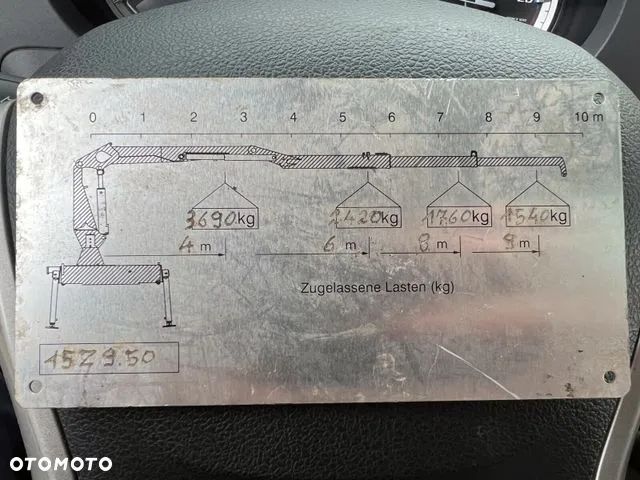 0 1 2 3 4 5 6 7 8 9 10 m
3690kg 2420kg 1760kg 1540kg
4 m 6 m 8 m 9 m
Zugelassene Lasten (kg)
15Z9.50
OTOMOTO